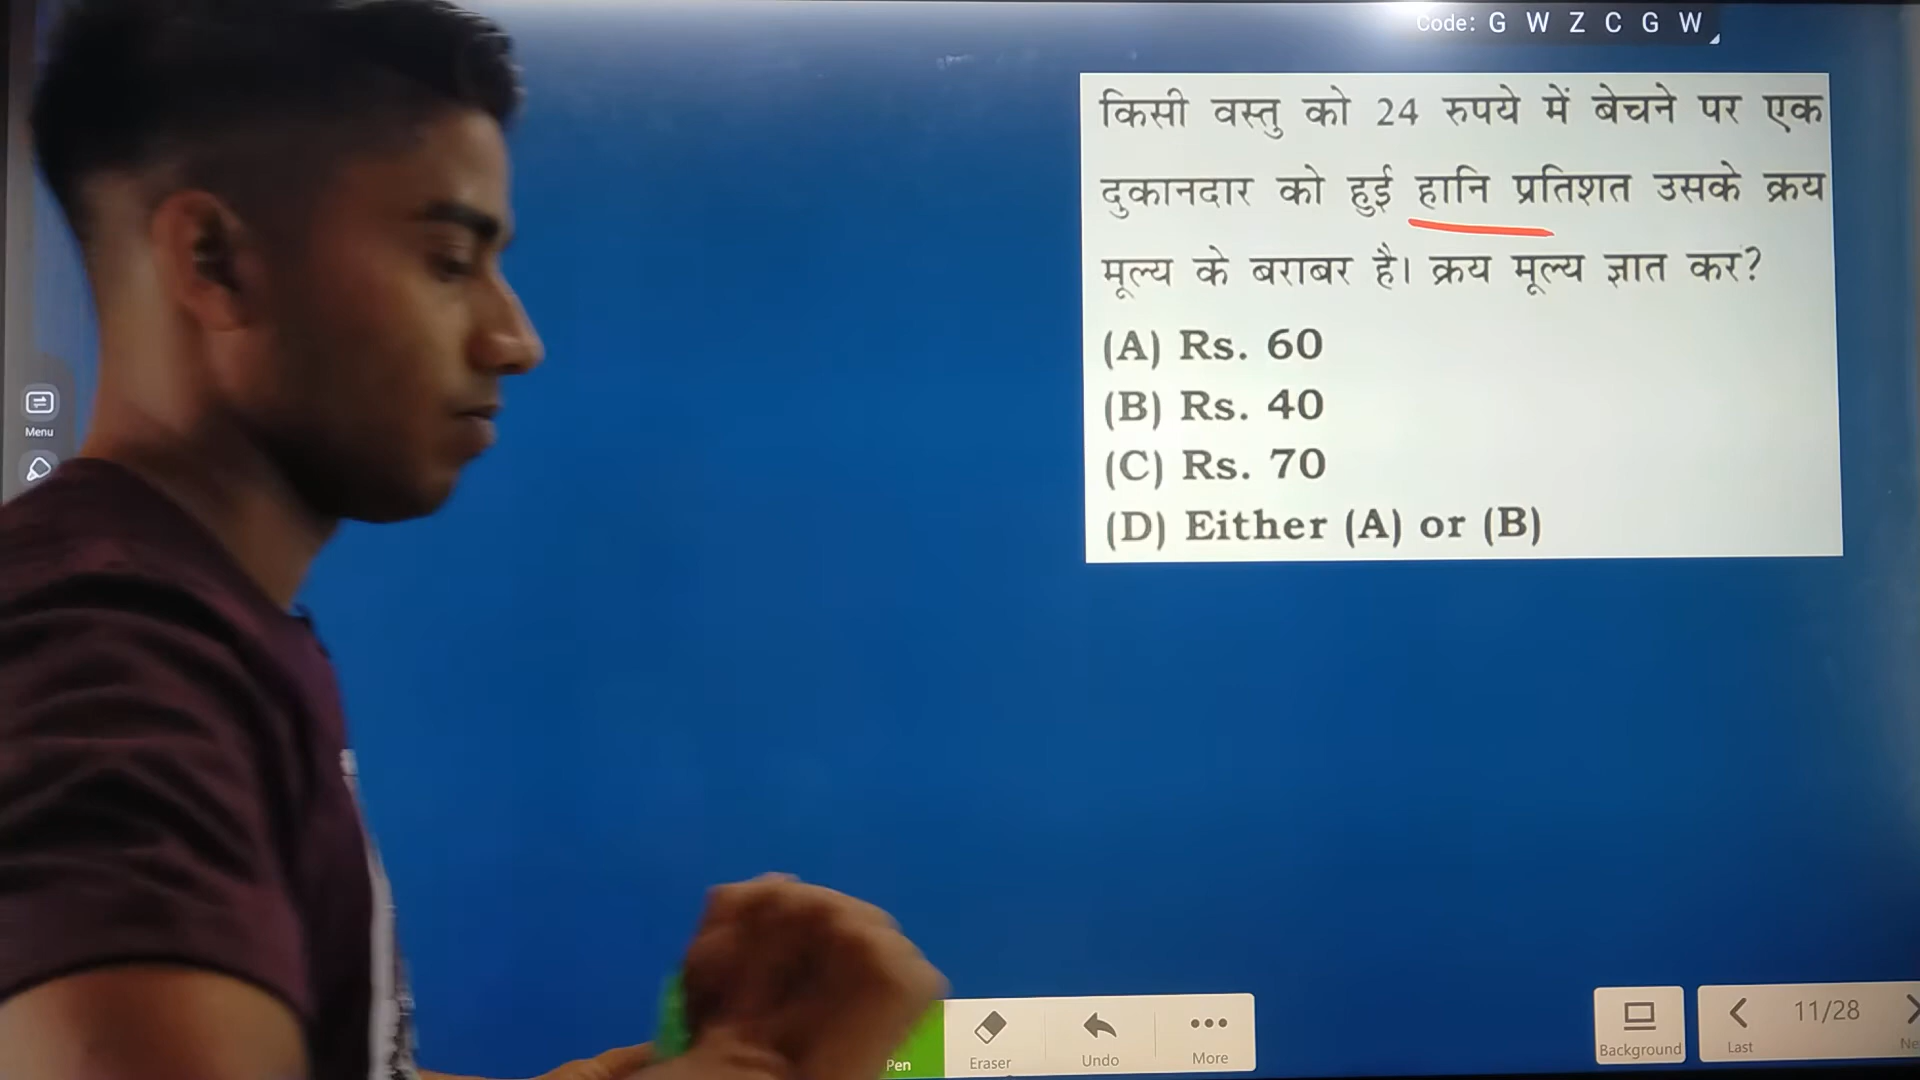 Code: G W Z C G W
किसी वस्तु को 24 रुपये में बेचने पर एक
दुकानदार को हुई हानि प्रतिशत उसके क्रय
मूल्य के बराबर है। क्रय मूल्य ज्ञात कर?
(A) Rs. 60
(B) Rs. 40
(C) Rs. 70
(D) Either (A) or (B)
Menu
Pen Eraser Undo More
Background
11/28
Last